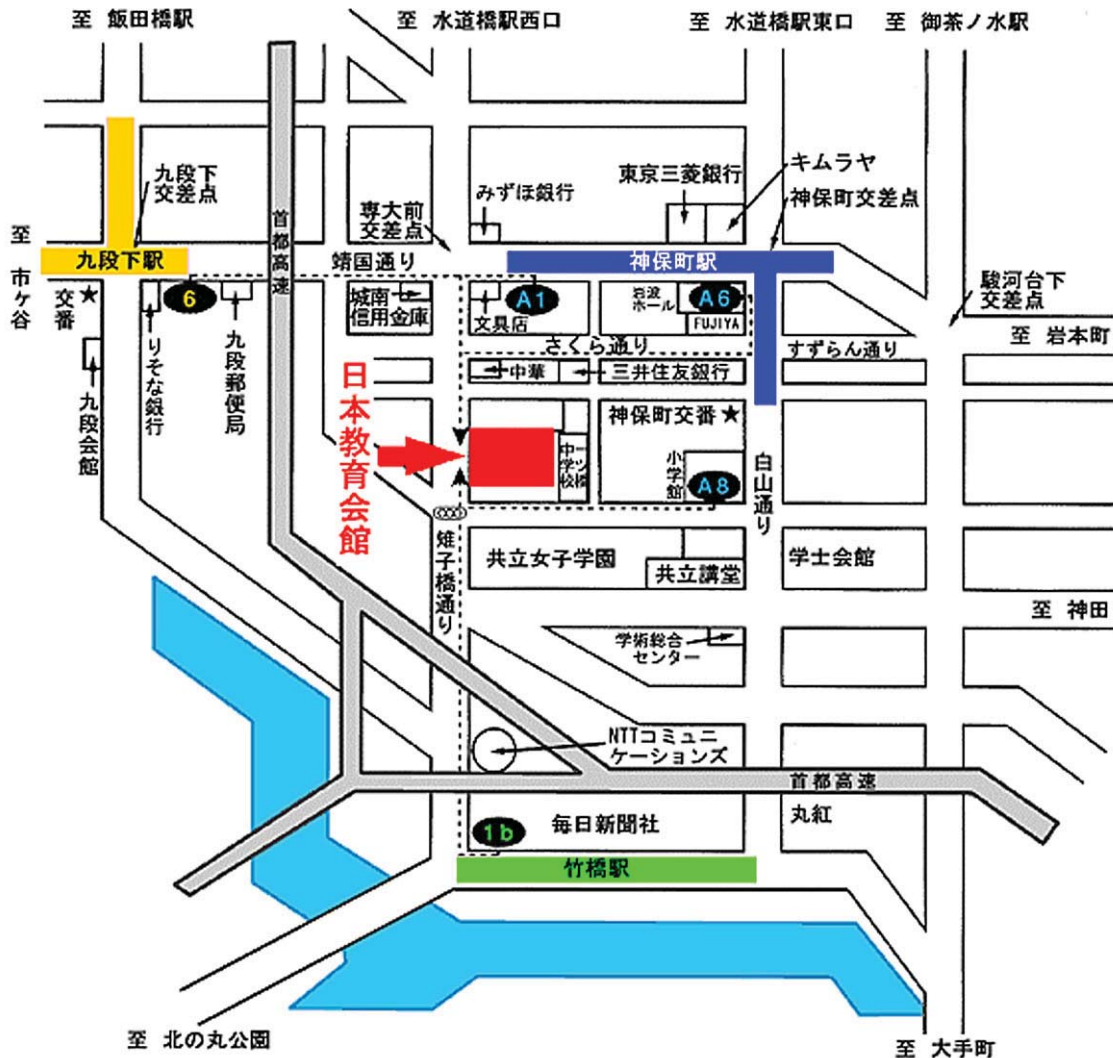 至 飯田橋駅
至 水道橋駅西口
至 水道橋駅東口
至 御茶ノ水駅
九段下
交差点
首都高速
専大前
交差点
みずほ銀行
東京三菱銀行
キムラヤ
神保町交差点
至 市ヶ谷
九段下駅
靖国通り
神保町駅
交番★
6
城南
信用金庫
文具店
A1
岩波
ホール
A6
FUJIYA
駿河台下
交差点
至 岩本町
九段会館
りそな銀行
九段郵便局
さくら通り
すずらん通り
中華
三井住友銀行
日本教育会館
神保町交番★
一ツ橋
中学校
小学館
A8
白山通り
雉子橋通り
共立女子学園
共立講堂
学士会館
至 神田
学術総合
センター
NTTコミュニ
ケーションズ
首都高速
丸紅
1b
毎日新聞社
竹橋駅
至 北の丸公園
至 大手町